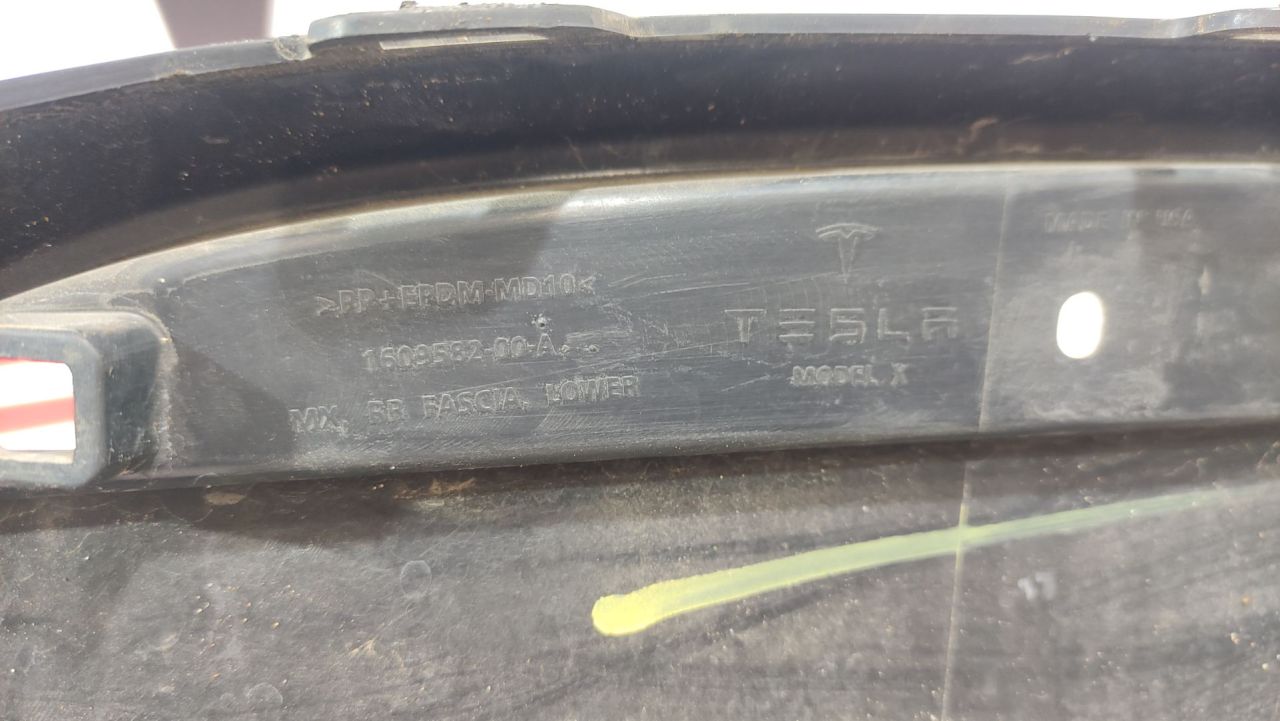 >PP+EPDM-MD10<
1609582-00-A
MX, RR FASCIA, LOWER
TESLA
MODEL X
MADE IN USA